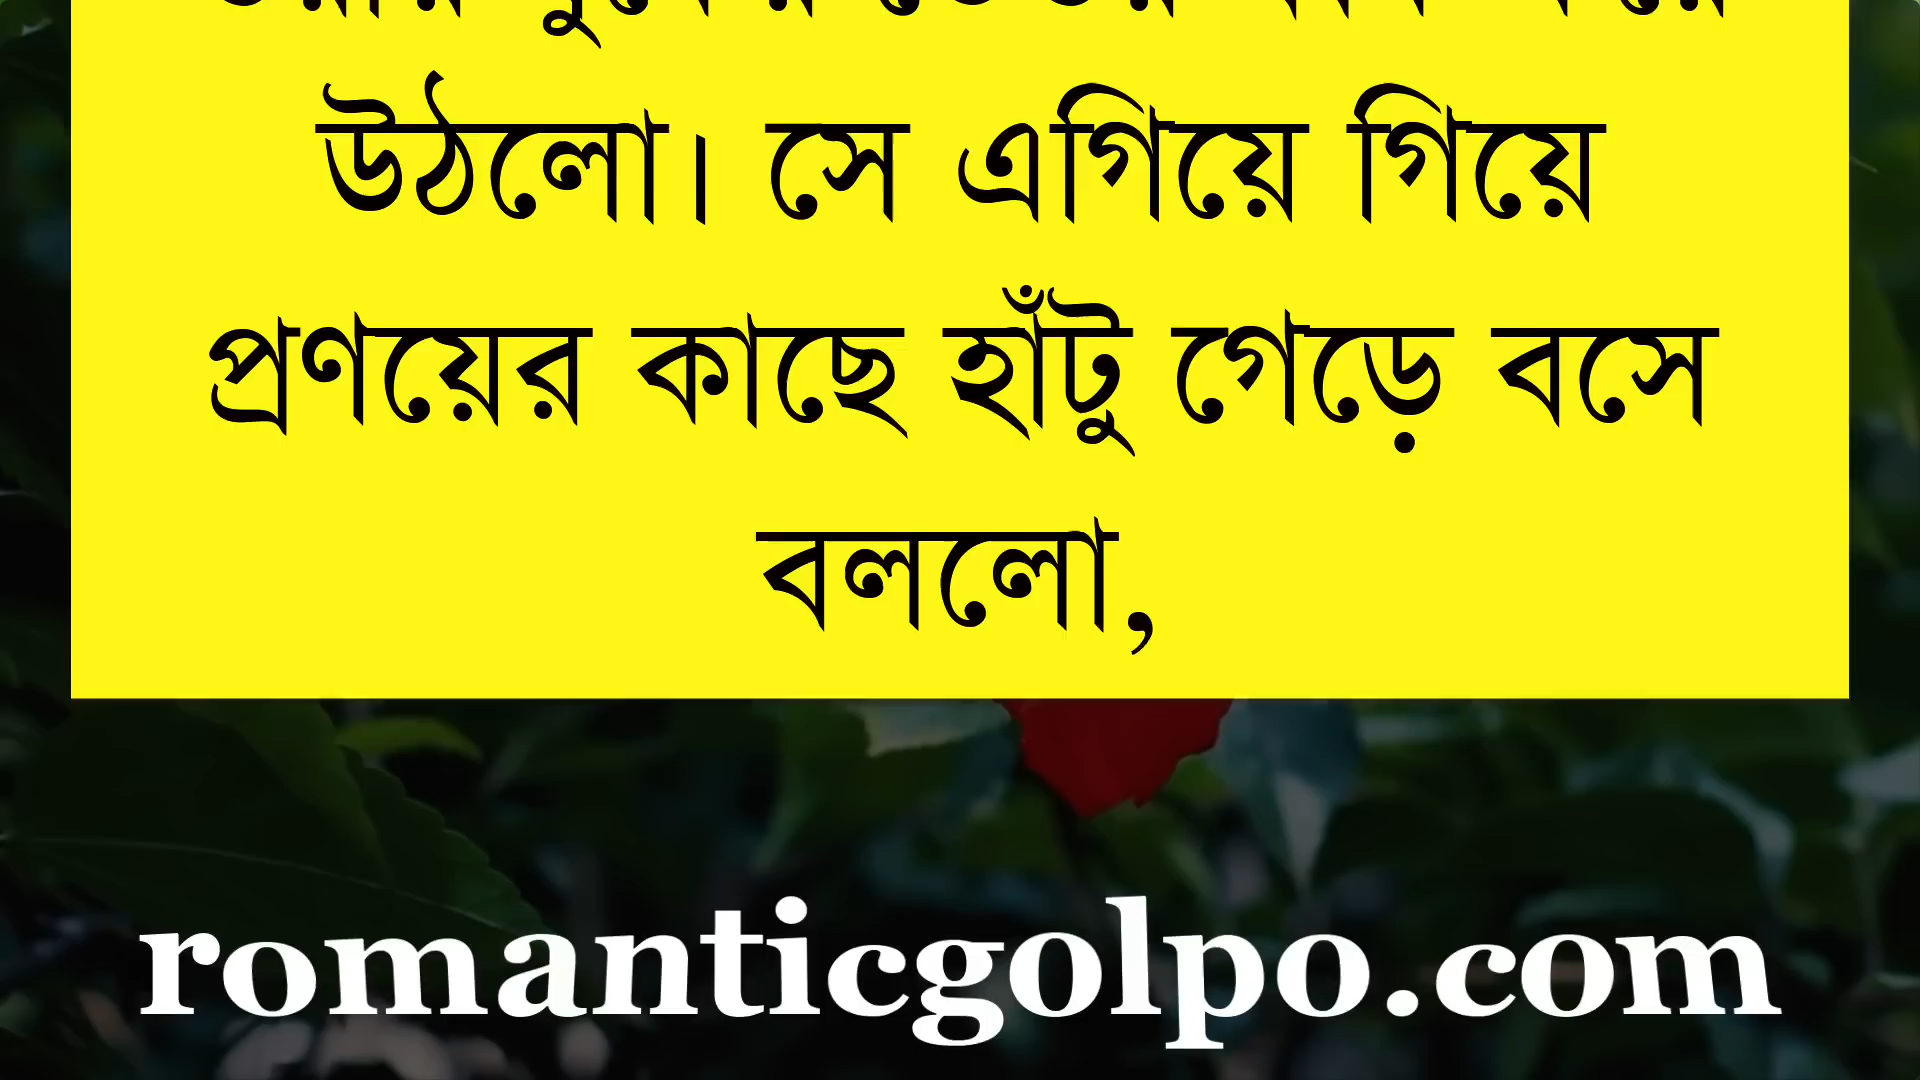 উঠলো। সে এগিয়ে গিয়ে
প্রণয়ের কাছে হাঁটু গেড়ে বসে
বললো,
romanticgolpo.com